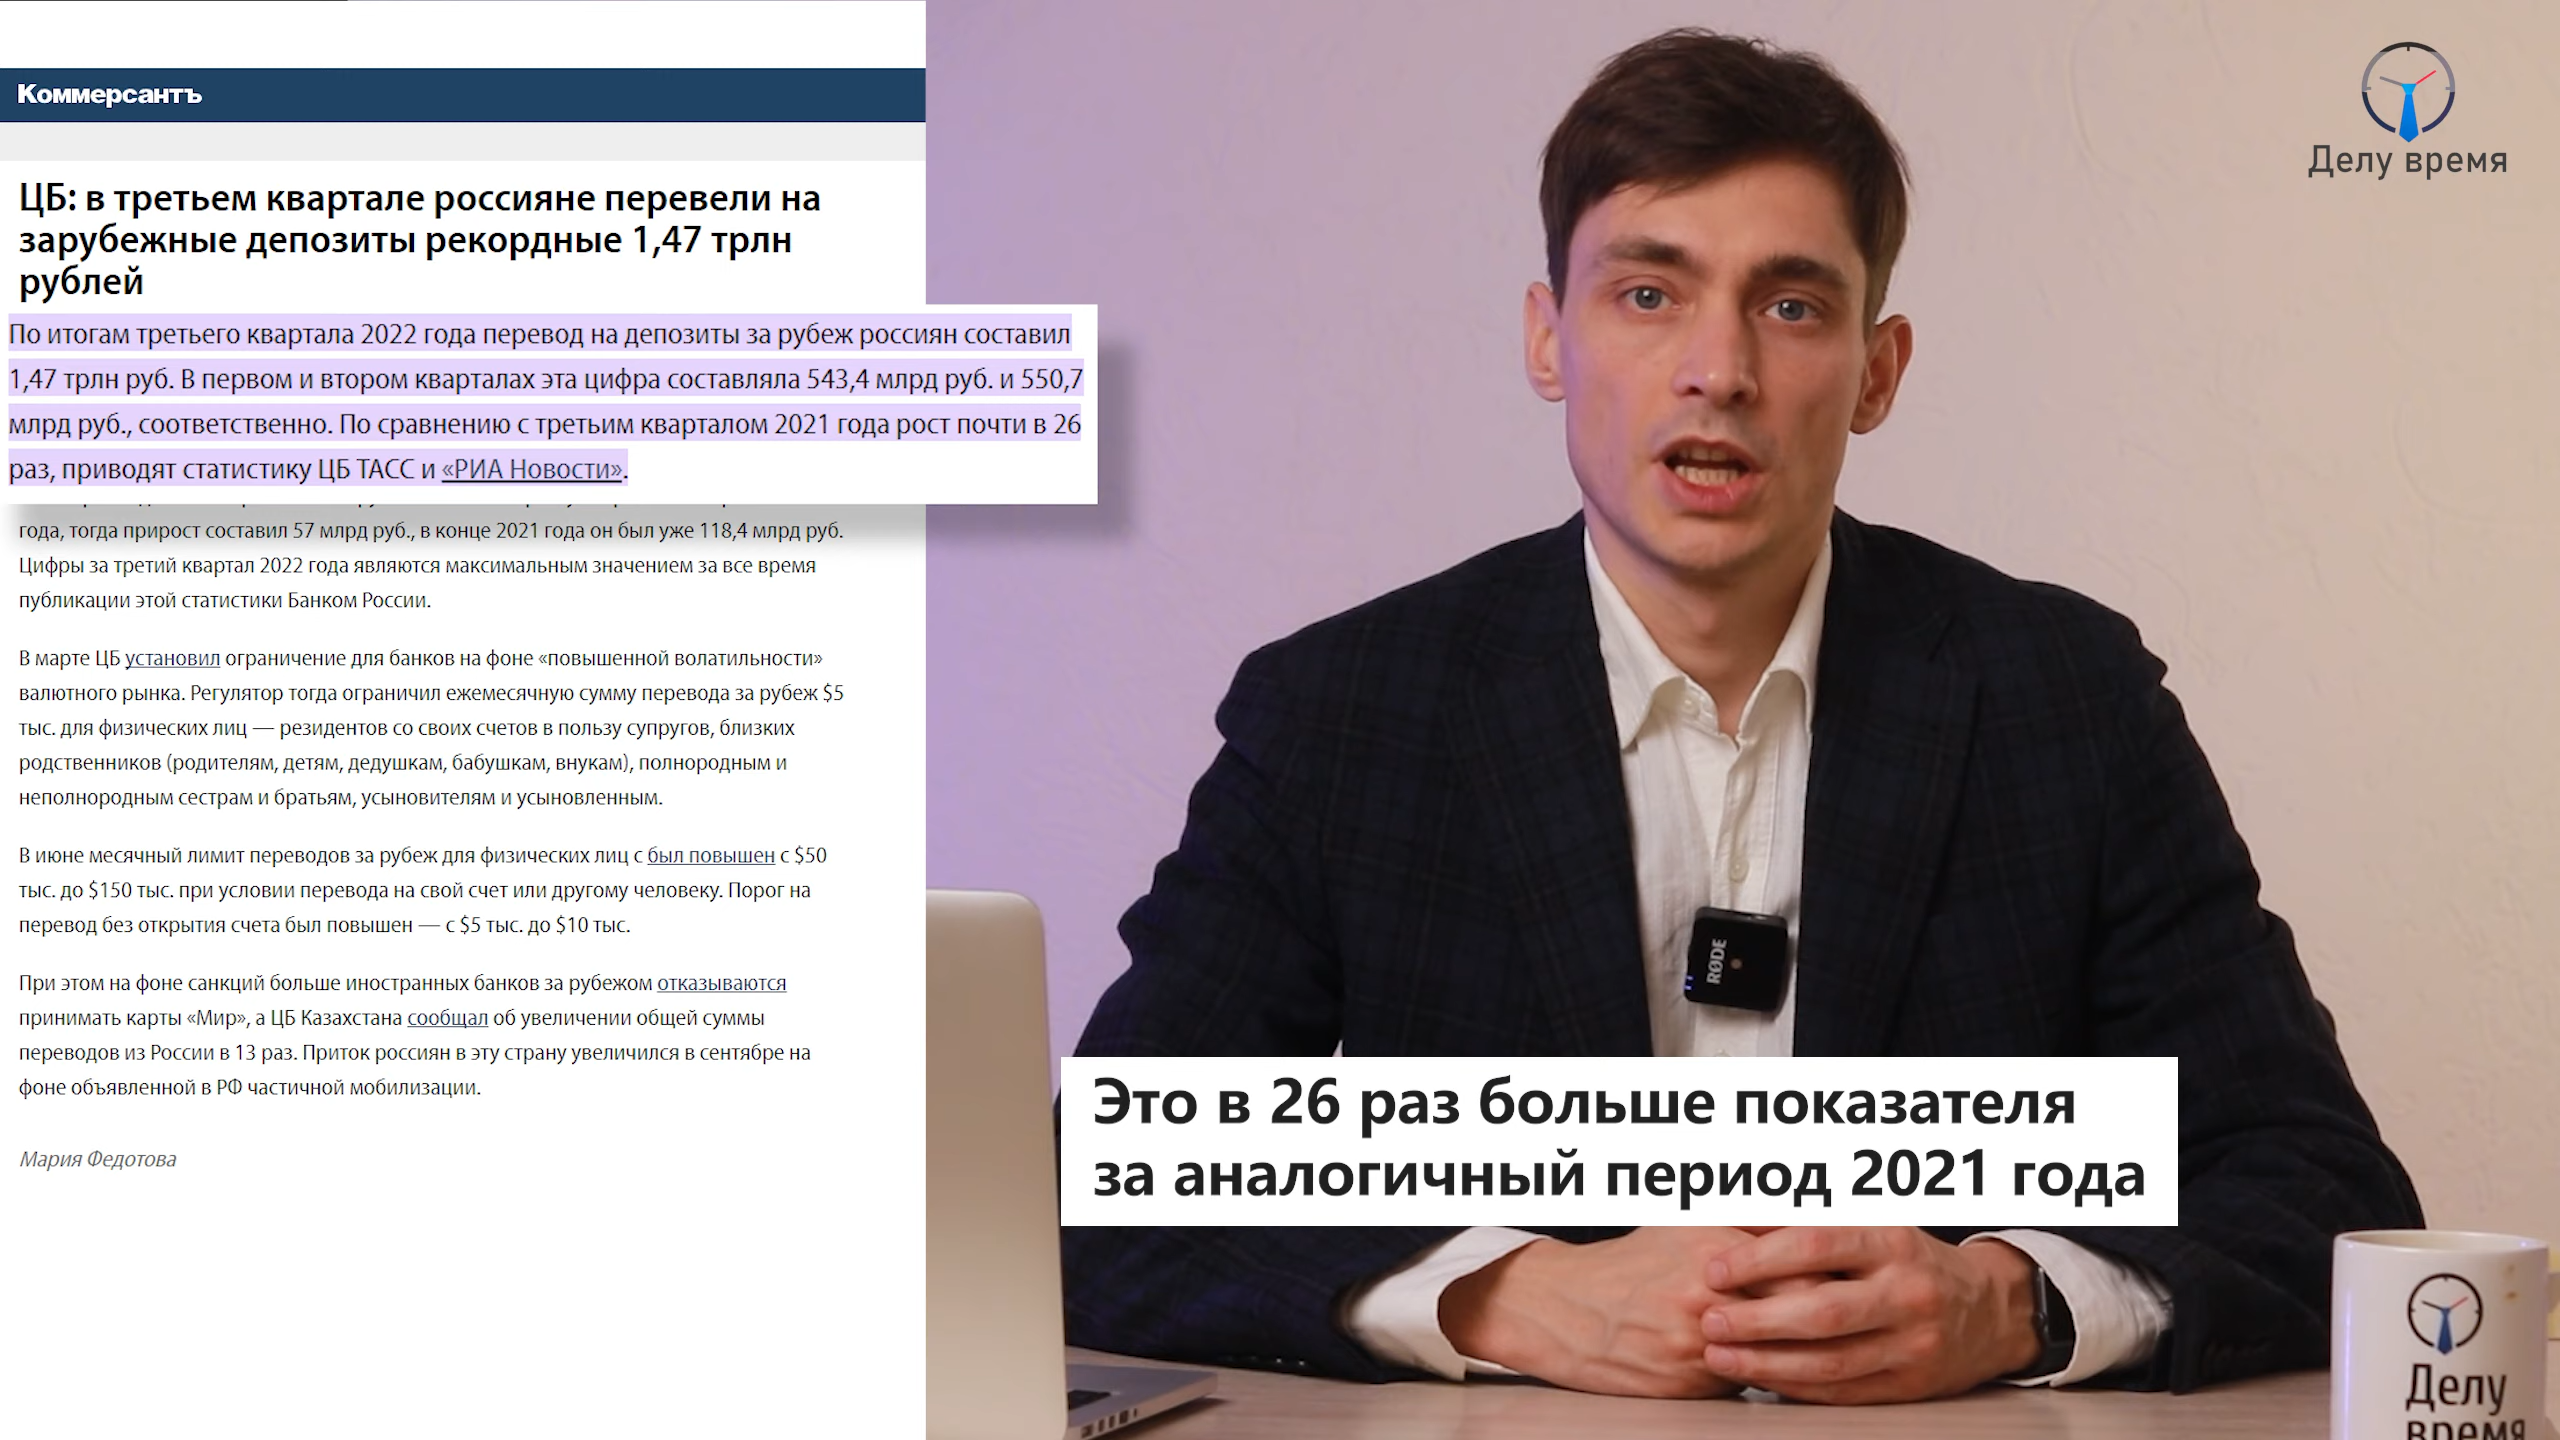 Коммерсантъ
ЦБ: в третьем квартале россияне перевели на
зарубежные депозиты рекордные 1,47 трлн
рублей
По итогам третьего квартала 2022 года перевод на депозиты за рубеж россиян составил
1,47 трлн руб. В первом и втором кварталах эта цифра составляла 543,4 млрд руб. и 550,7
млрд руб., соответственно. По сравнению с третьим кварталом 2021 года рост почти в 26
раз, приводят статистику ЦБ ТАСС и «РИА Новости».
года, тогда прирост составил 57 млрд руб., в конце 2021 года он был уже 118,4 млрд руб.
Цифры за третий квартал 2022 года являются максимальным значением за все время
публикации этой статистики Банком России.
В марте ЦБ установил ограничение для банков на фоне «повышенной волатильности»
валютного рынка. Регулятор тогда ограничил ежемесячную сумму перевода за рубеж $5
тыс. для физических лиц — резидентов со своих счетов в пользу супругов, близких
родственников (родителям, детям, дедушкам, бабушкам, внукам), полнородным и
неполнородным сестрам и братьям, усыновителям и усыновленным.
В июне месячный лимит переводов за рубеж для физических лиц с был повышен с $50
тыс. до $150 тыс. при условии перевода на свой счет или другому человеку. Порог на
перевод без открытия счета был повышен — с $5 тыс. до $10 тыс.
При этом на фоне санкций больше иностранных банков за рубежом отказываются
принимать карты «Мир», а ЦБ Казахстана сообщал об увеличении общей суммы
переводов из России в 13 раз. Приток россиян в эту страну увеличился в сентябре на
фоне объявленной в РФ частичной мобилизации.
Мария Федотова
Делу время
RØDE
Это в 26 раз больше показателя
за аналогичный период 2021 года
Делу
время